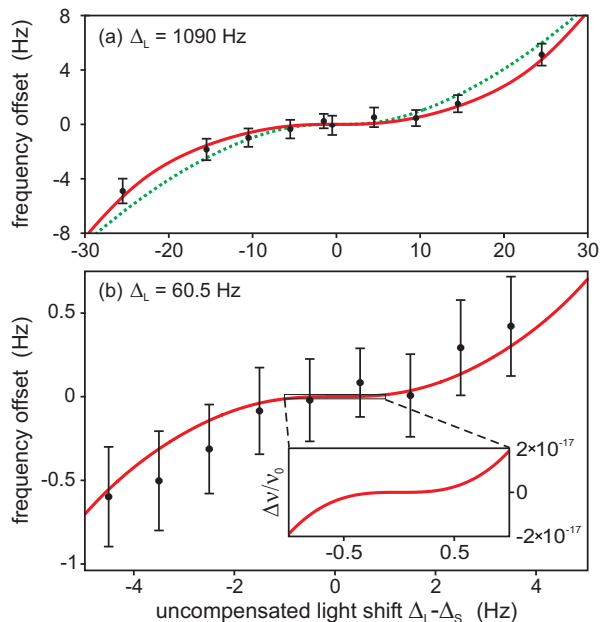 (a) Δ_L = 1090 Hz
frequency offset (Hz)
8
4
0
-4
-8
-30 -20 -10 0 10 20 30
(b) Δ_L = 60.5 Hz
frequency offset (Hz)
0.5
0
-0.5
-1
Δν/ν_0
2×10^-17
0
-2×10^-17
-0.5 0.5
-4 -2 0 2 4
uncompensated light shift Δ_L-Δ_S (Hz)